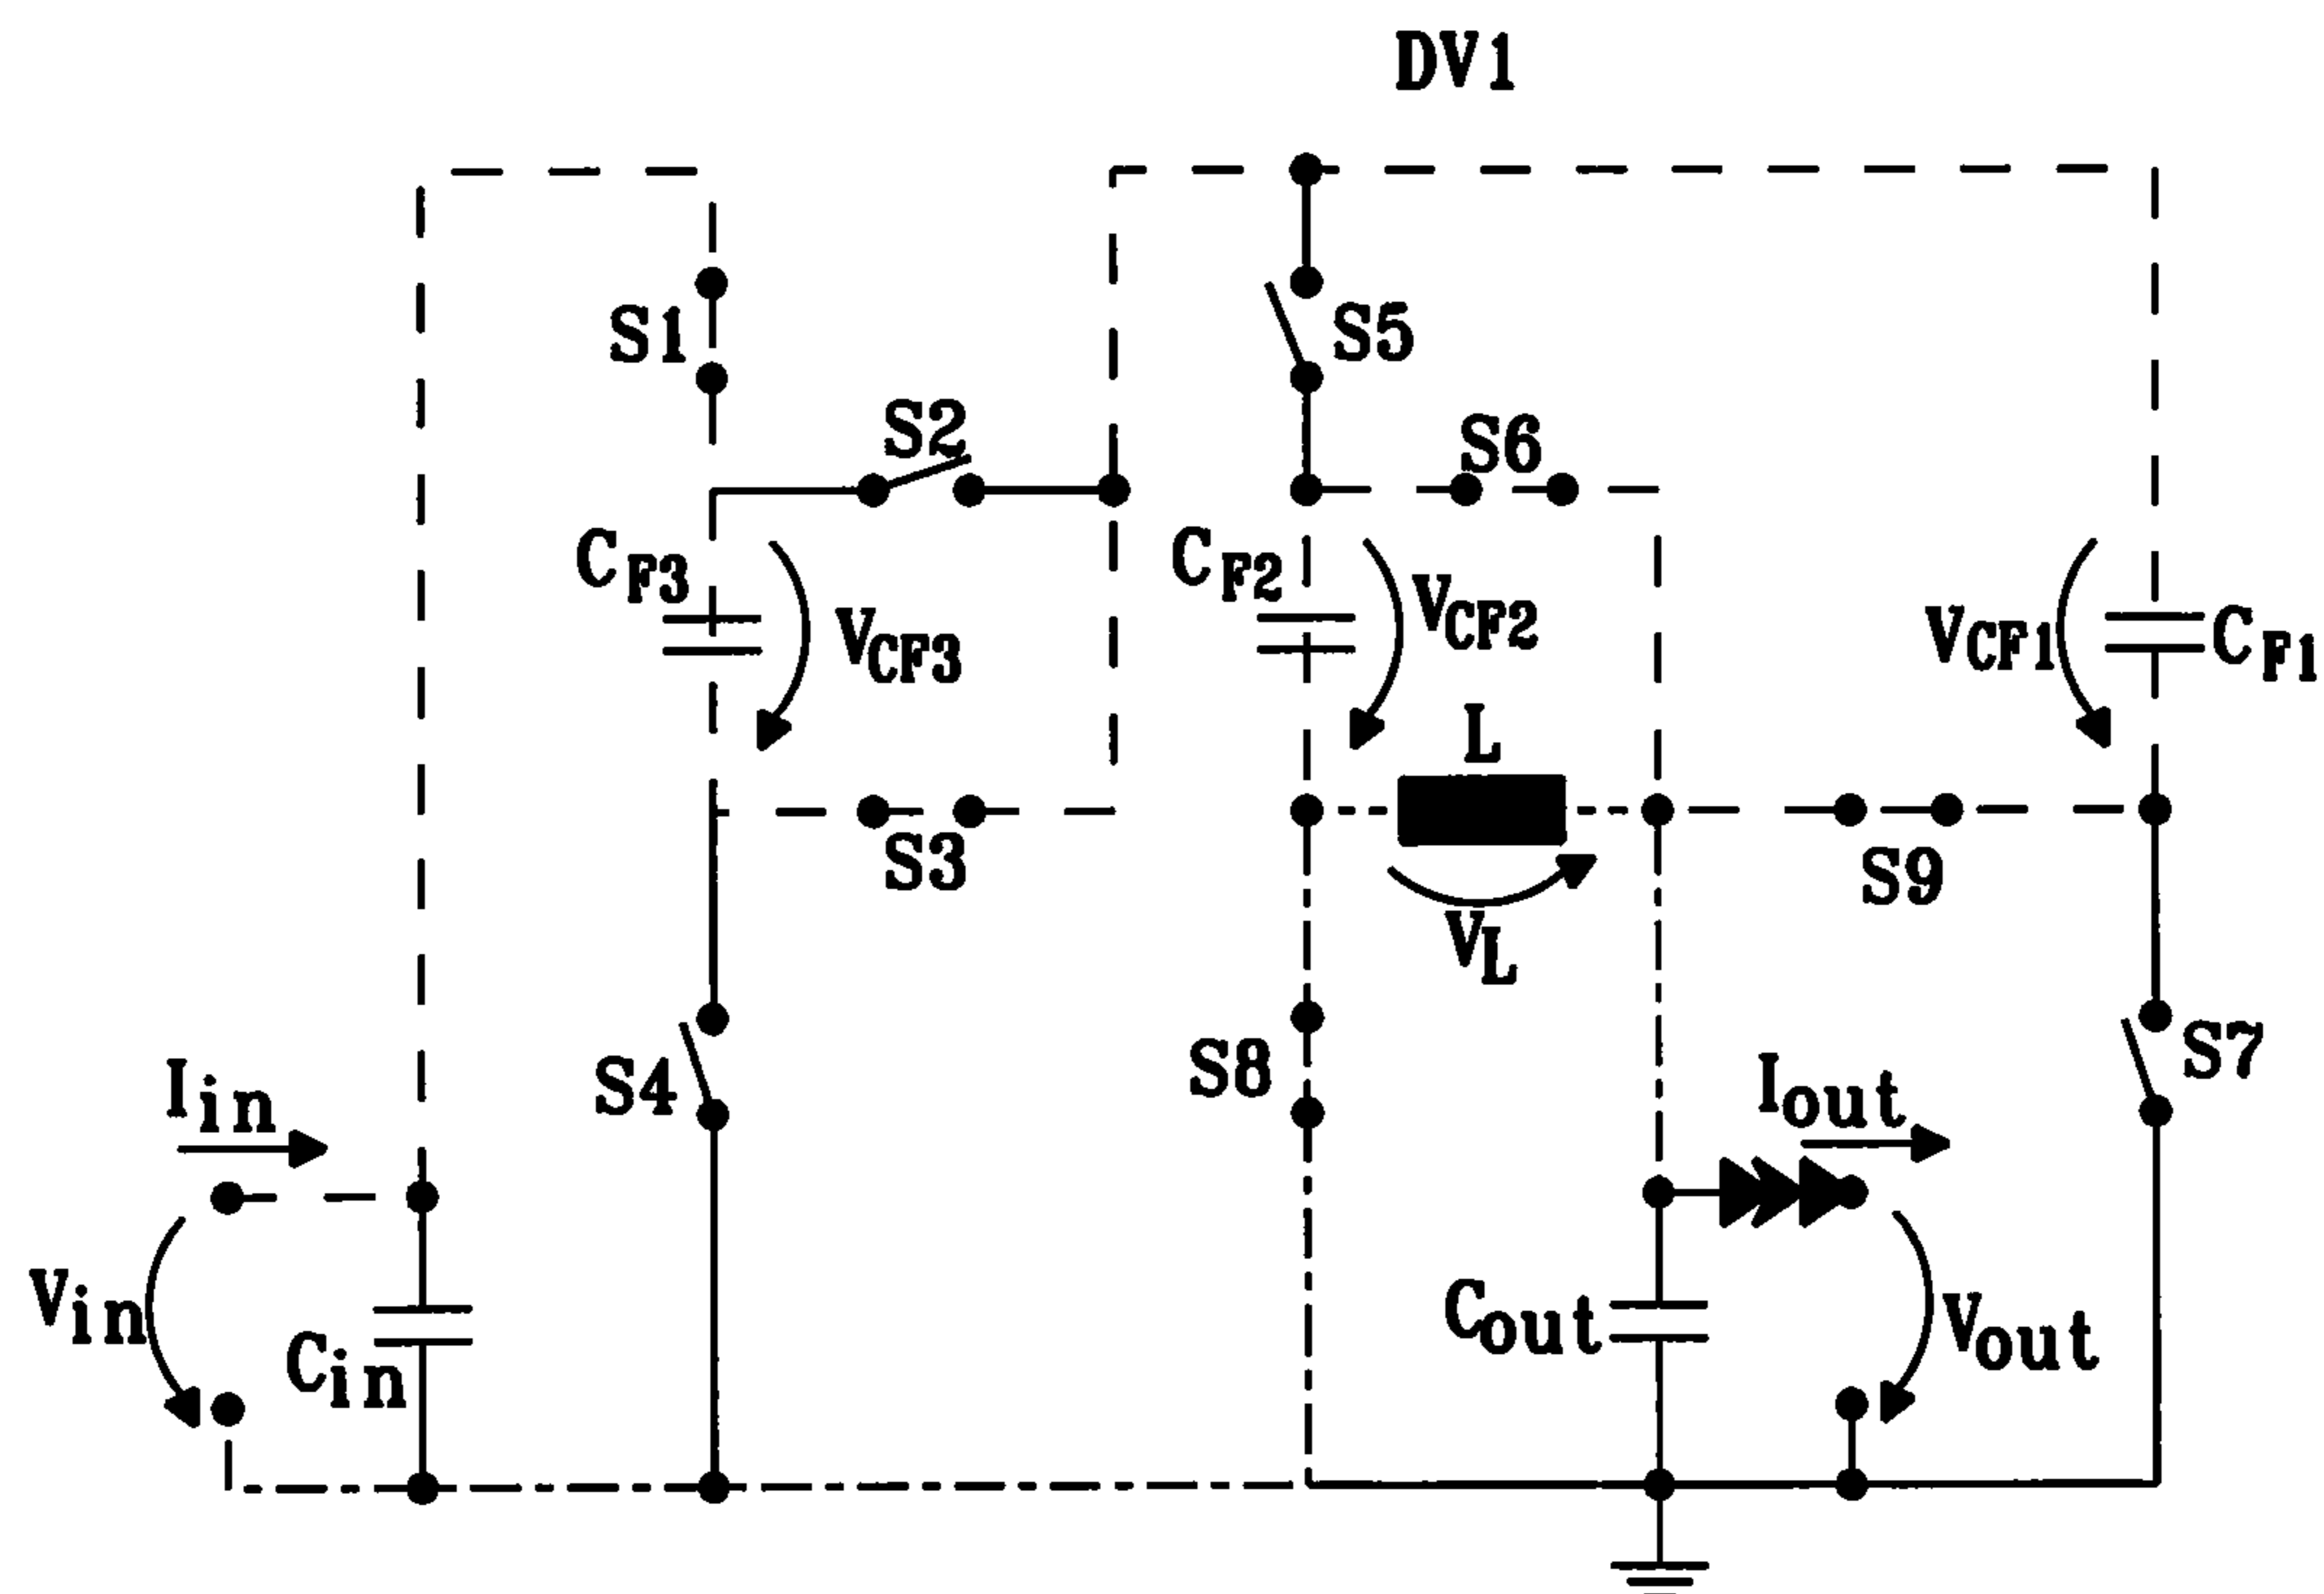 DV1
S1
S5
S2
S6
CF3
VCF3
CF2
VCF2
VCF1
CF1
L
S3
VL
S9
S4
S8
Iin
Iout
S7
Vin
Cin
Cout
Vout